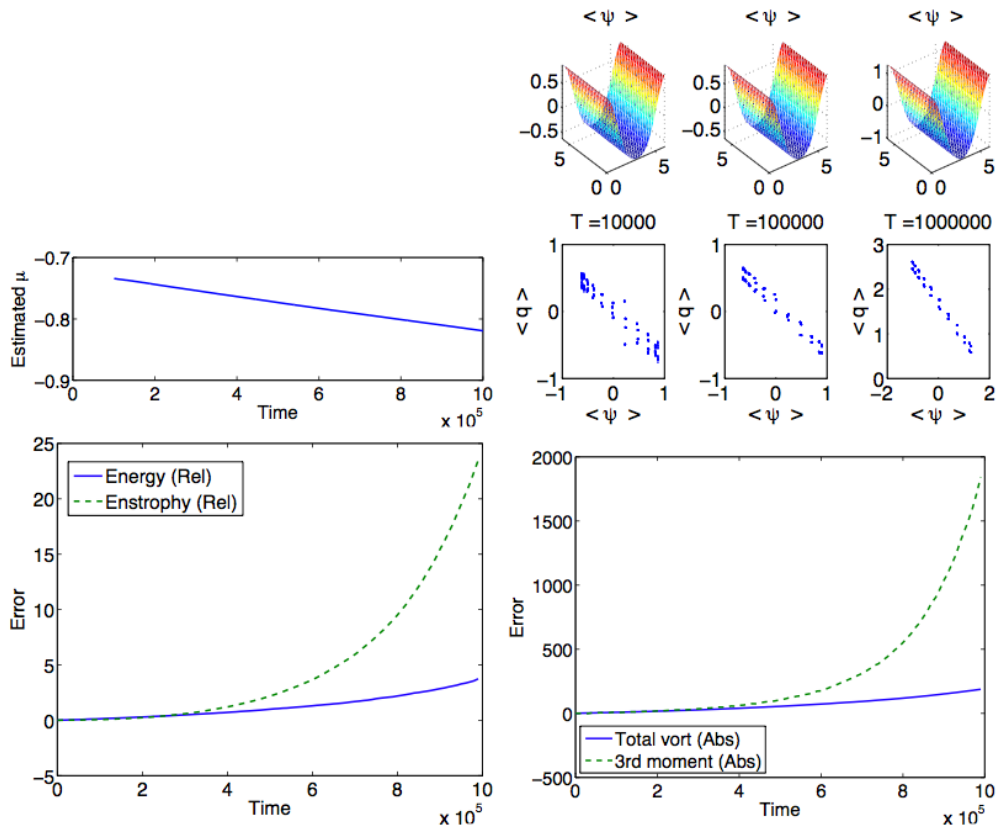 < ψ >
< ψ >
< ψ >
0.5
0
−0.5
5
0 0
5
0.5
0
−0.5
5
0 0
5
1
0
−1
5
0 0
5
T =10000
T =100000
T =1000000
−0.7
−0.8
−0.9
Estimated μ
0
2
4
6
8
10
Time
x 10^5
1
0
−1
< q >
−1
0
1
< ψ >
1
0
−1
< q >
−1
0
1
< ψ >
3
2
1
0
< q >
−2
0
2
< ψ >
25
20
15
10
5
0
−5
Error
Energy (Rel)
Enstrophy (Rel)
0
2
4
6
8
10
Time
x 10^5
2000
1500
1000
500
0
−500
Error
Total vort (Abs)
3rd moment (Abs)
0
2
4
6
8
10
Time
x 10^5